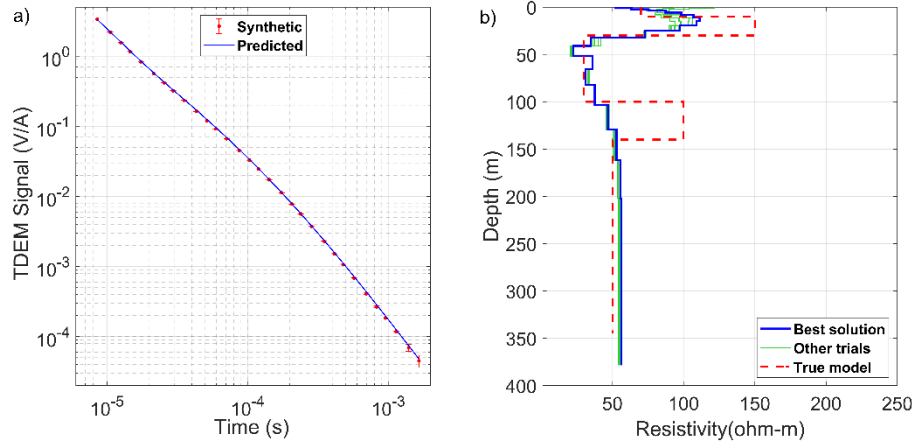 a)
Synthetic
Predicted
TDEM Signal (V/A)
10^0
10^-1
10^-2
10^-3
10^-4
10^-5
10^-4
10^-3
Time (s)
b)
Depth (m)
0
50
100
150
200
250
300
350
400
50
100
150
200
250
Resistivity(ohm-m)
Best solution
Other trials
True model